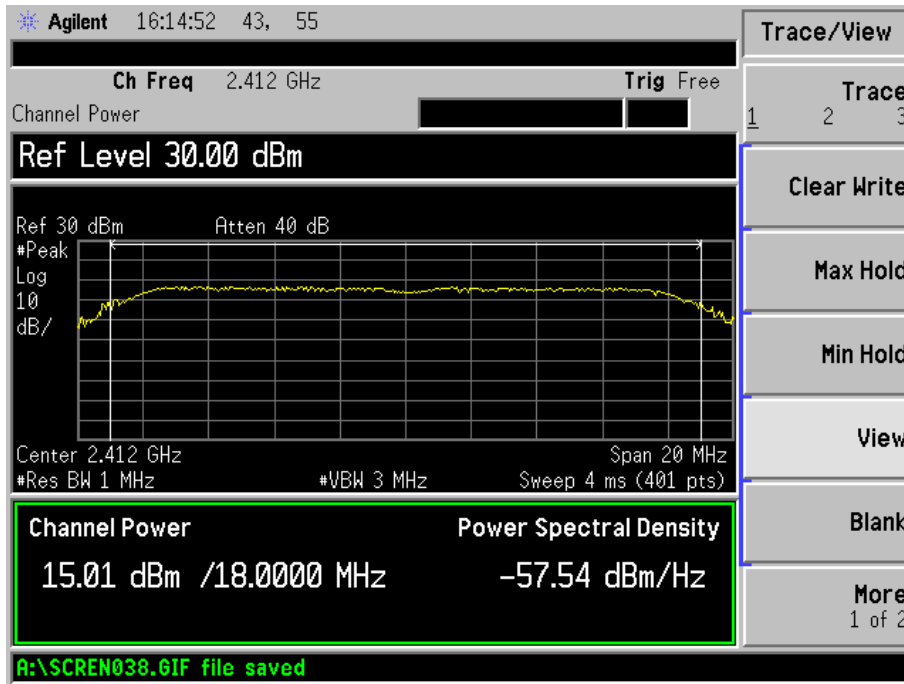 Agilent 16:14:52 43, 55
Trace/View
Ch Freq 2.412 GHz Trig Free
Channel Power
Trace
1 2 3
Ref Level 30.00 dBm
Clear Write
Ref 30 dBm Atten 40 dB
#Peak
Log
10
dB/
Max Hold
Min Hold
Center 2.412 GHz Span 20 MHz
#Res BW 1 MHz #VBW 3 MHz Sweep 4 ms (401 pts)
View
Channel Power Power Spectral Density
15.01 dBm /18.0000 MHz -57.54 dBm/Hz
Blank
More
1 of 2
A:\SCREN038.GIF file saved